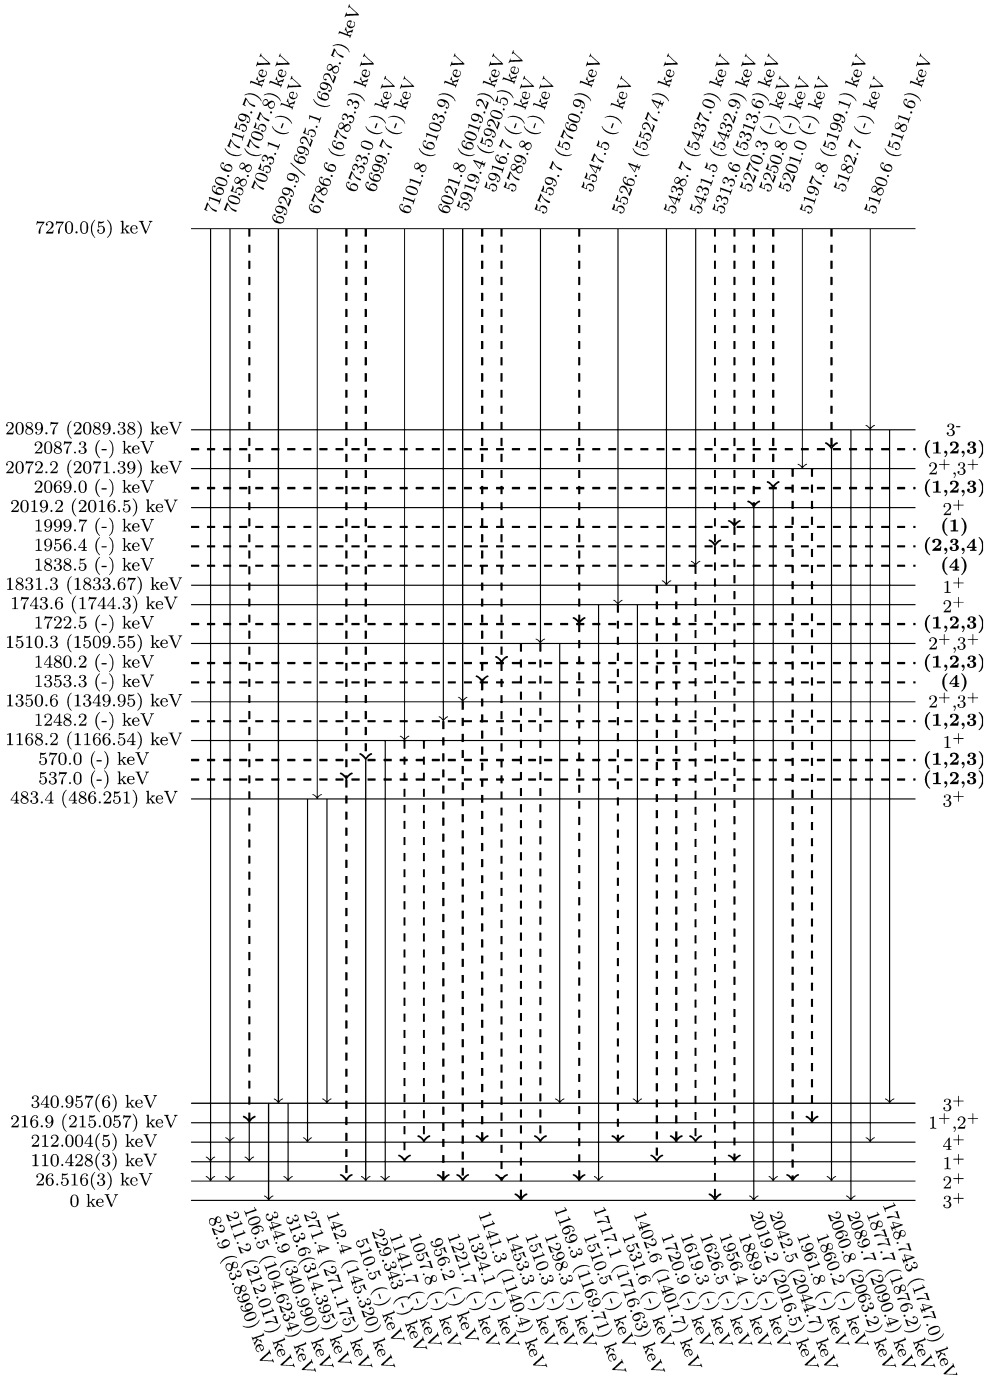 7160.6 (7159.7) keV
7058.8 (7057.8) keV
7053.1 (-) keV
6929.9/6925.1 (6928.7) keV
6786.6 (6783.3) keV
6733.0 (-) keV
6699.7 (-) keV
6101.8 (6103.9) keV
6021.8 (6019.2) keV
5919.4 (5920.5) keV
5916.7 (-) keV
5789.8 (-) keV
5759.7 (5760.9) keV
5547.5 (-) keV
5526.4 (5527.4) keV
5438.7 (5437.0) keV
5431.5 (5432.9) keV
5313.6 (5313.6) keV
5270.3 (-) keV
5250.8 (-) keV
5201.0 (-) keV
5197.8 (5199.1) keV
5182.7 (-) keV
5180.6 (5181.6) keV
7270.0(5) keV
2089.7 (2089.38) keV 3⁻
2087.3 (-) keV (1,2,3)
2072.2 (2071.39) keV 2⁺,3⁺
2069.0 (-) keV (1,2,3)
2019.2 (2016.5) keV 2⁺
1999.7 (-) keV (1)
1956.4 (-) keV (2,3,4)
1838.5 (-) keV (4)
1831.3 (1833.67) keV 1⁺
1743.6 (1744.3) keV 2⁺
1722.5 (-) keV (1,2,3)
1510.3 (1509.55) keV 2⁺,3⁺
1480.2 (-) keV (1,2,3)
1353.3 (-) keV (4)
1350.6 (1349.95) keV 2⁺,3⁺
1248.2 (-) keV (1,2,3)
1168.2 (1166.54) keV 1⁺
570.0 (-) keV (1,2,3)
537.0 (-) keV (1,2,3)
483.4 (486.251) keV 3⁺
340.957(6) keV 3⁺
216.9 (215.057) keV 1⁺,2⁺
212.004(5) keV 4⁺
110.428(3) keV 1⁺
26.516(3) keV 2⁺
0 keV 3⁺
82.9 (83.8990) keV
211.2 (212.017) keV
106.5 (104.6234) keV
344.9 (340.990) keV
313.6(314.395) keV
271.4 (271.175) keV
142.4 (145.320) keV
510.5 (-) keV
229.343 (-) keV
1141.7 (-) keV
1057.8 (-) keV
956.2 (-) keV
1221.7 (-) keV
1324.1 (-) keV
1141.3 (1140.4) keV
1453.3 (-) keV
1510.3 (-) keV
1298.3 (-) keV
1169.3 (1169.71) keV
1510.5 (-) keV
1717.1 (1716.63) keV
1531.6 (-) keV
1402.6 (1401.7) keV
1720.9 (-) keV
1619.3 (-) keV
1626.5 (-) keV
1956.4 (-) keV
1889.3 (-) keV
2019.2 (2016.5) keV
2042.5 (2044.7) keV
1961.8 (-) keV
1860.2 (-) keV
2060.8 (2063.2) keV
2089.7 (2090.4) keV
1877.7 (1876.2) keV
1748.743 (1747.0) keV